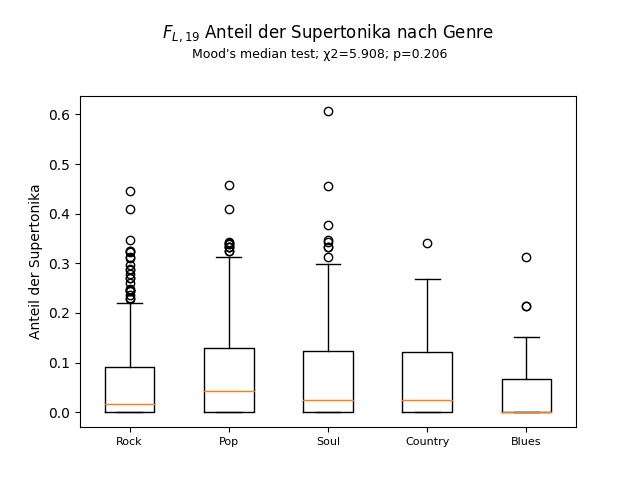 F_L,19 Anteil der Supertonika nach Genre
Mood's median test; χ2=5.908; p=0.206
Anteil der Supertonika
0.6
0.5
0.4
0.3
0.2
0.1
0.0
Rock Pop Soul Country Blues